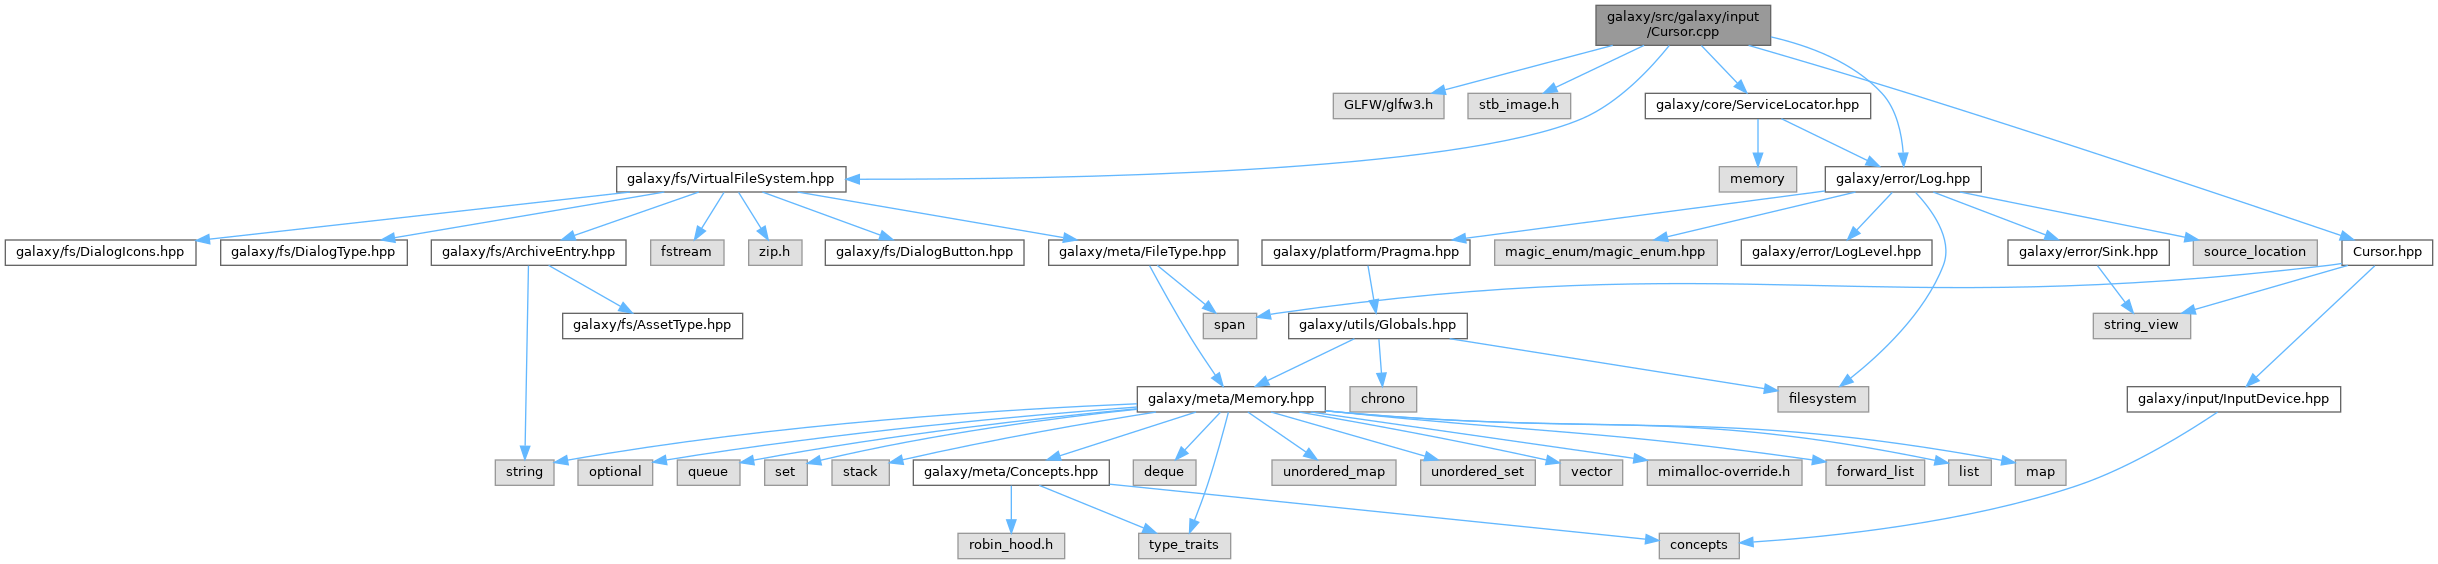 galaxy/src/galaxy/input
/Cursor.cpp
GLFW/glfw3.h
stb_image.h
galaxy/core/ServiceLocator.hpp
galaxy/fs/VirtualFileSystem.hpp
memory
galaxy/error/Log.hpp
galaxy/fs/DialogIcons.hpp
galaxy/fs/DialogType.hpp
galaxy/fs/ArchiveEntry.hpp
fstream
zip.h
galaxy/fs/DialogButton.hpp
galaxy/meta/FileType.hpp
galaxy/platform/Pragma.hpp
magic_enum/magic_enum.hpp
galaxy/error/LogLevel.hpp
galaxy/error/Sink.hpp
source_location
Cursor.hpp
galaxy/fs/AssetType.hpp
span
galaxy/utils/Globals.hpp
string_view
galaxy/meta/Memory.hpp
chrono
filesystem
galaxy/input/InputDevice.hpp
string
optional
queue
set
stack
galaxy/meta/Concepts.hpp
deque
unordered_map
unordered_set
vector
mimalloc-override.h
forward_list
list
map
robin_hood.h
type_traits
concepts